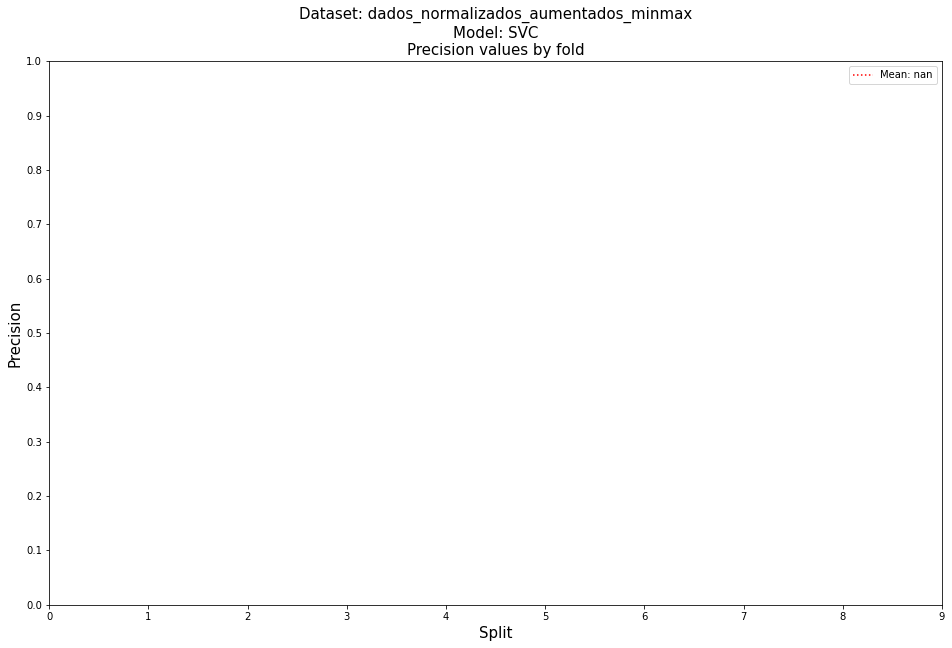 Dataset: dados_normalizados_aumentados_minmax
Model: SVC
Precision values by fold
Mean: nan
1.0
0.9
0.8
0.7
0.6
0.5
0.4
0.3
0.2
0.1
0.0
Precision
0 1 2 3 4 5 6 7 8 9
Split